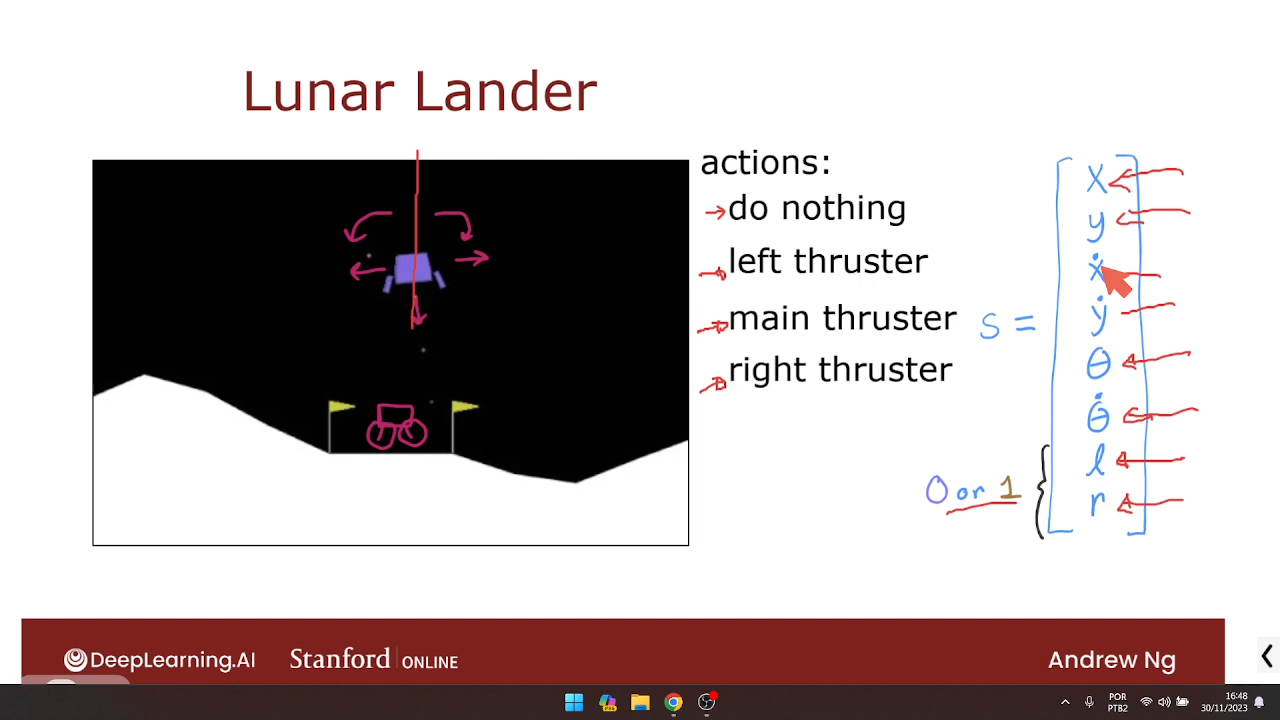 Lunar Lander
actions:
do nothing
left thruster
main thruster
right thruster
s =
x
y
ẋ
ẏ
θ
θ̇
l
r
0 or 1
DeepLearning.AI
Stanford | ONLINE
Andrew Ng
POR
PTB2
16:48
30/11/2023